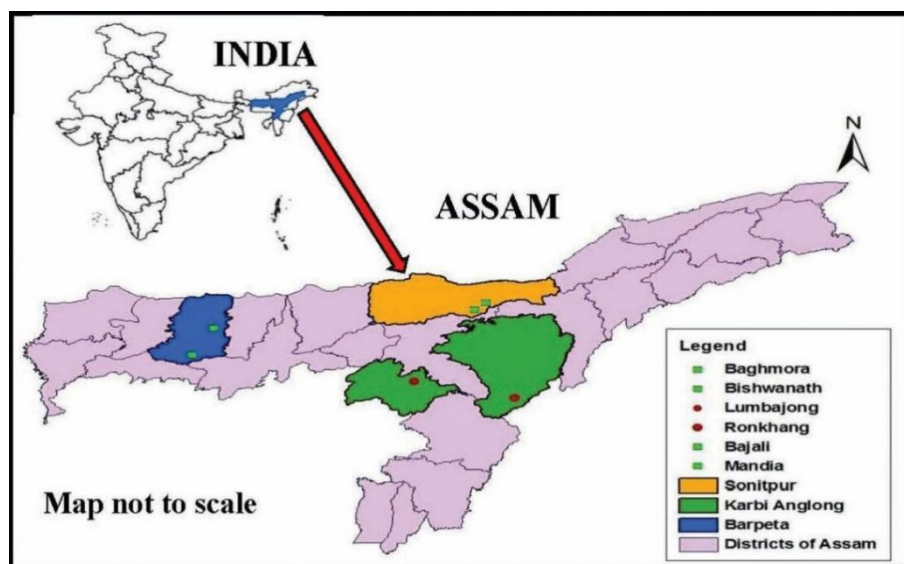 INDIA
N
ASSAM
Legend
Baghmora
Bishwanath
Lumbajong
Ronkhang
Bajali
Mandia
Sonitpur
Karbi Anglong
Barpeta
Districts of Assam
Map not to scale